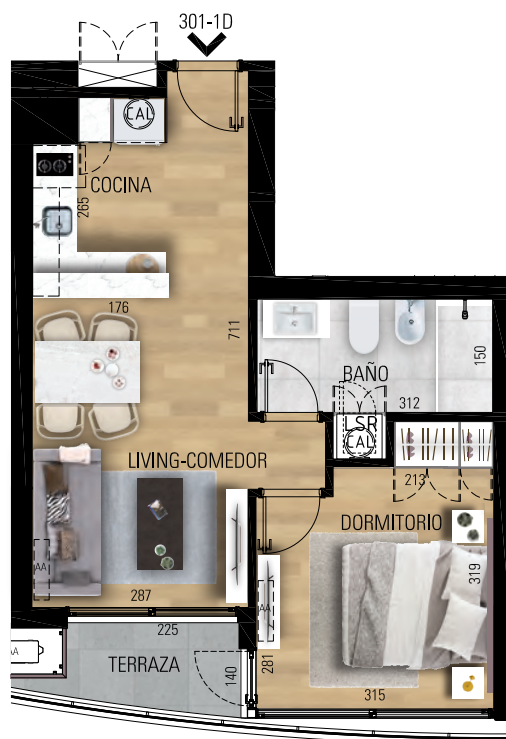 301-1D
CAL
COCINA
265
176
711
BAÑO
150
312
LSR
CAL
LIVING-COMEDOR
213
DORMITORIO
319
AA
AA
287
225
TERRAZA
140
281
315